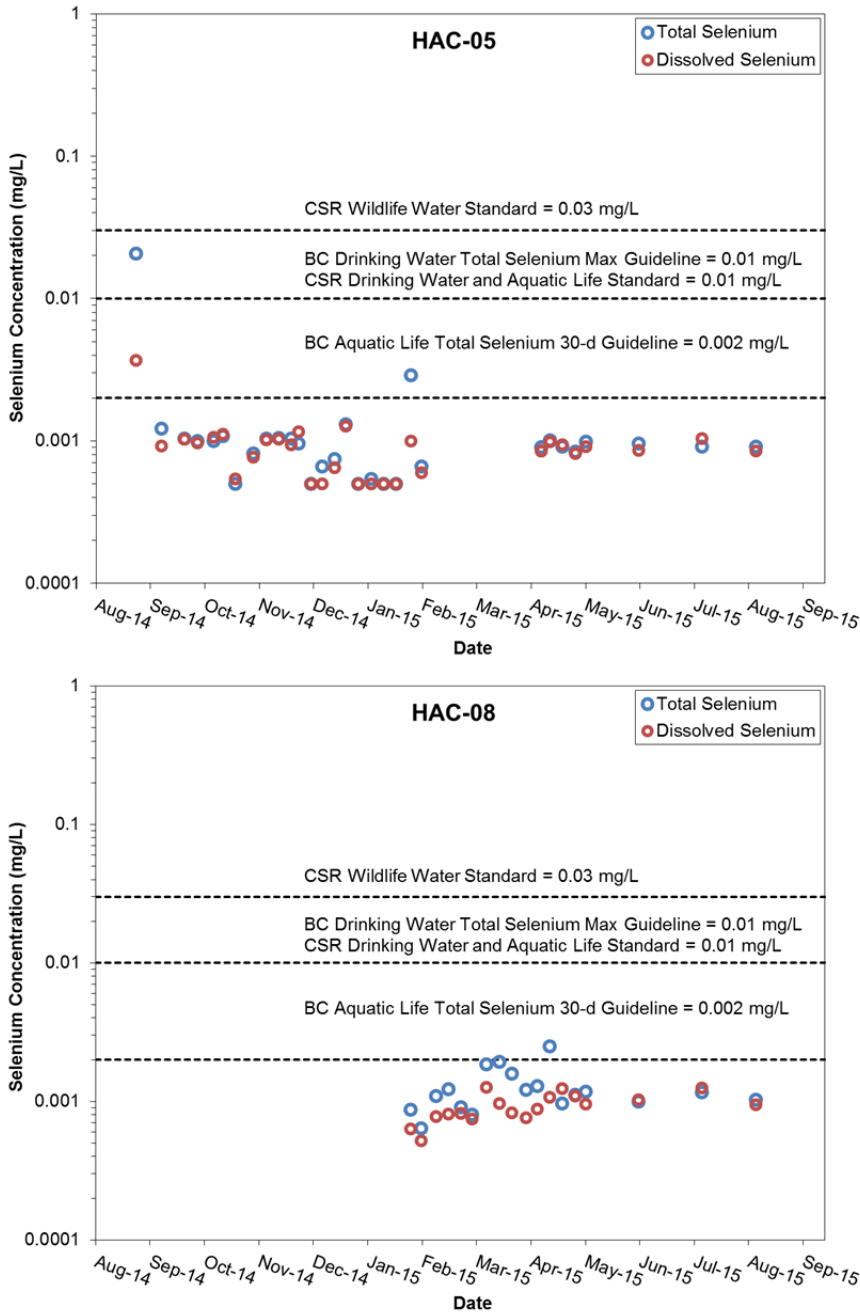 HAC-05
Total Selenium
Dissolved Selenium
Selenium Concentration (mg/L)
1
0.1
0.01
0.001
0.0001
CSR Wildlife Water Standard = 0.03 mg/L
BC Drinking Water Total Selenium Max Guideline = 0.01 mg/L
CSR Drinking Water and Aquatic Life Standard = 0.01 mg/L
BC Aquatic Life Total Selenium 30-d Guideline = 0.002 mg/L
Aug-14 Sep-14 Oct-14 Nov-14 Dec-14 Jan-15 Feb-15 Mar-15 Apr-15 May-15 Jun-15 Jul-15 Aug-15 Sep-15
Date
HAC-08
Total Selenium
Dissolved Selenium
Selenium Concentration (mg/L)
1
0.1
0.01
0.001
0.0001
CSR Wildlife Water Standard = 0.03 mg/L
BC Drinking Water Total Selenium Max Guideline = 0.01 mg/L
CSR Drinking Water and Aquatic Life Standard = 0.01 mg/L
BC Aquatic Life Total Selenium 30-d Guideline = 0.002 mg/L
Aug-14 Sep-14 Oct-14 Nov-14 Dec-14 Jan-15 Feb-15 Mar-15 Apr-15 May-15 Jun-15 Jul-15 Aug-15 Sep-15
Date